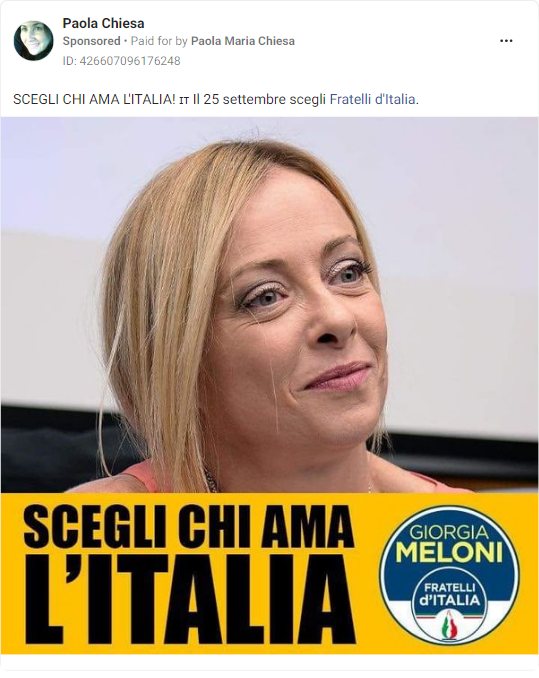 Paola Chiesa
Sponsored • Paid for by Paola Maria Chiesa
ID: 426607096176248
SCEGLI CHI AMA L'ITALIA! IT Il 25 settembre scegli Fratelli d'Italia.
SCEGLI CHI AMA
L'ITALIA
GIORGIA
MELONI
FRATELLI
d'ITALIA